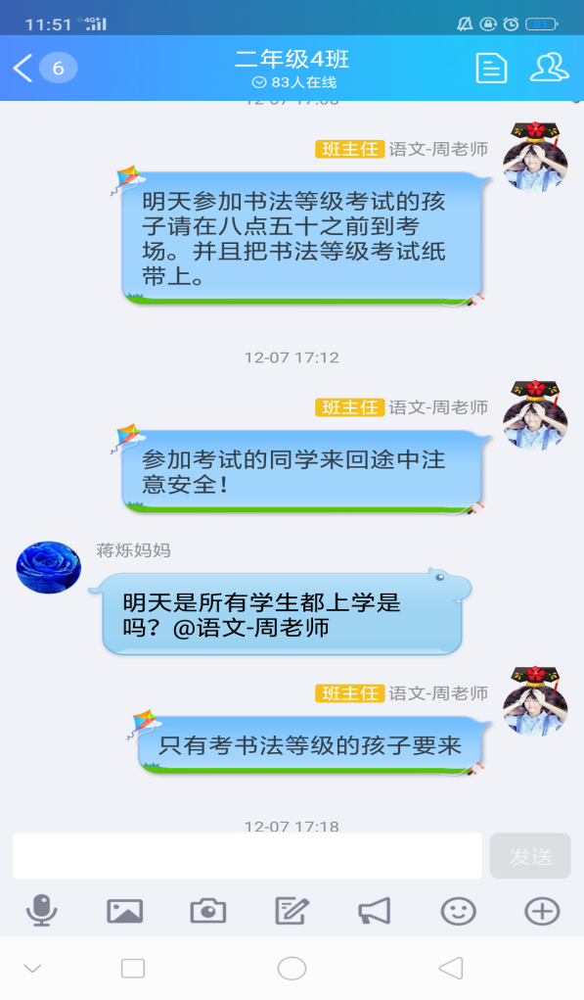 11:51 4G
6
二年级4班
83人在线
班主任 语文-周老师
明天参加书法等级考试的孩
子请在八点五十之前到考
场。并且把书法等级考试纸
带上。
12-07 17:12
班主任 语文-周老师
参加考试的同学来回途中注
意安全！
蒋烁妈妈
明天是所有学生都上学是
吗？@语文-周老师
班主任 语文-周老师
只有考书法等级的孩子要来
12-07 17:18
发送